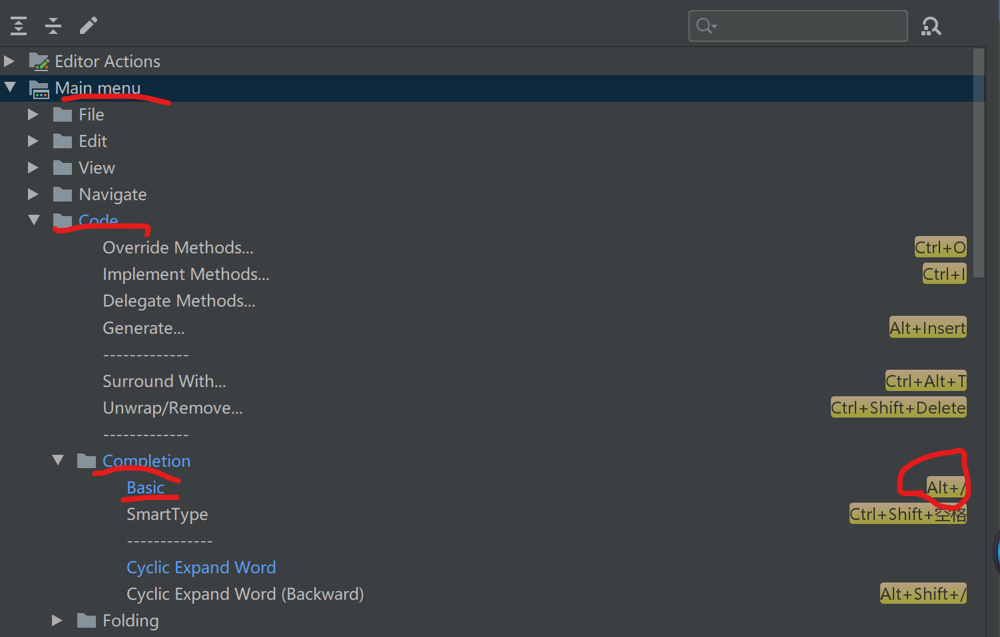 Editor Actions
Main menu
File
Edit
View
Navigate
Code
Override Methods... Ctrl+O
Implement Methods... Ctrl+I
Delegate Methods...
Generate... Alt+Insert
-------------
Surround With... Ctrl+Alt+T
Unwrap/Remove... Ctrl+Shift+Delete
-------------
Completion
Basic Alt+/
SmartType Ctrl+Shift+空格
-------------
Cyclic Expand Word
Cyclic Expand Word (Backward) Alt+Shift+/
Folding